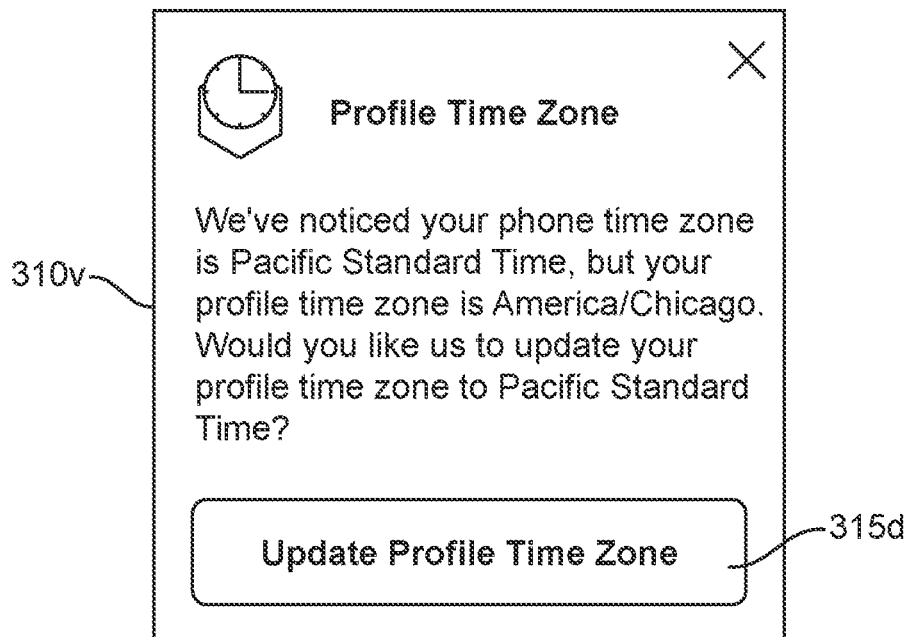 Profile Time Zone
We've noticed your phone time zone
is Pacific Standard Time, but your
profile time zone is America/Chicago.
Would you like us to update your
profile time zone to Pacific Standard
Time?
310v
Update Profile Time Zone
315d